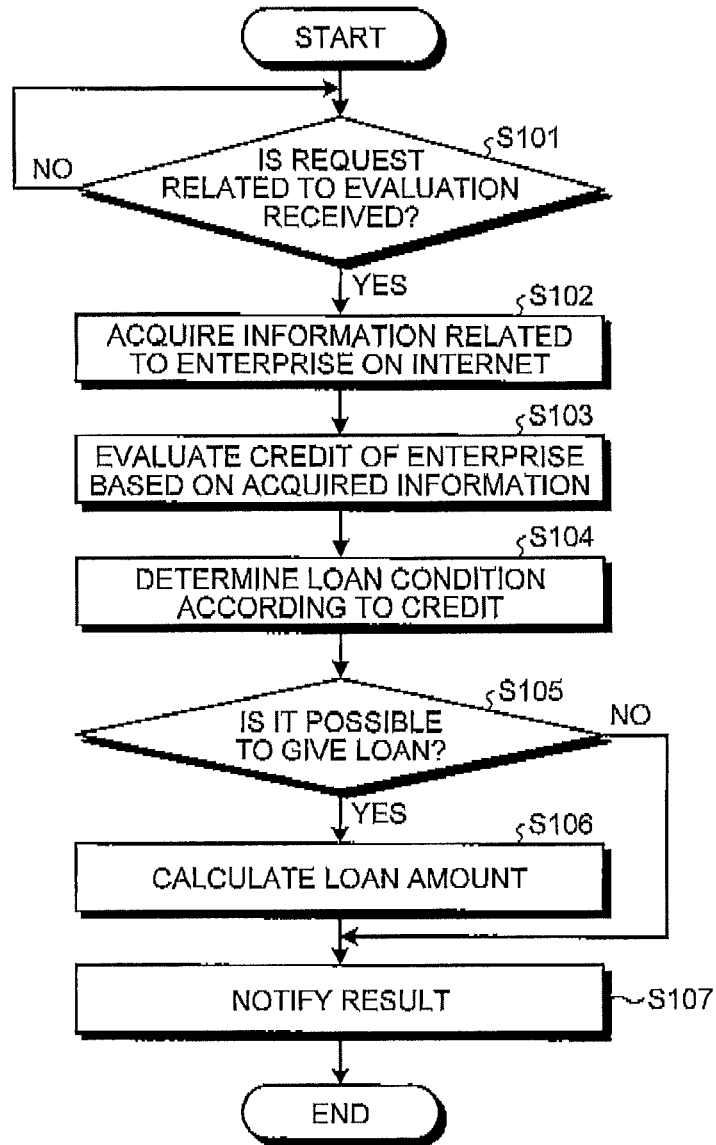 START
S101
IS REQUEST
RELATED TO EVALUATION
RECEIVED?
NO
YES
S102
ACQUIRE INFORMATION RELATED
TO ENTERPRISE ON INTERNET
S103
EVALUATE CREDIT OF ENTERPRISE
BASED ON ACQUIRED INFORMATION
S104
DETERMINE LOAN CONDITION
ACCORDING TO CREDIT
S105
IS IT POSSIBLE
TO GIVE LOAN?
NO
YES
S106
CALCULATE LOAN AMOUNT
NOTIFY RESULT
S107
END